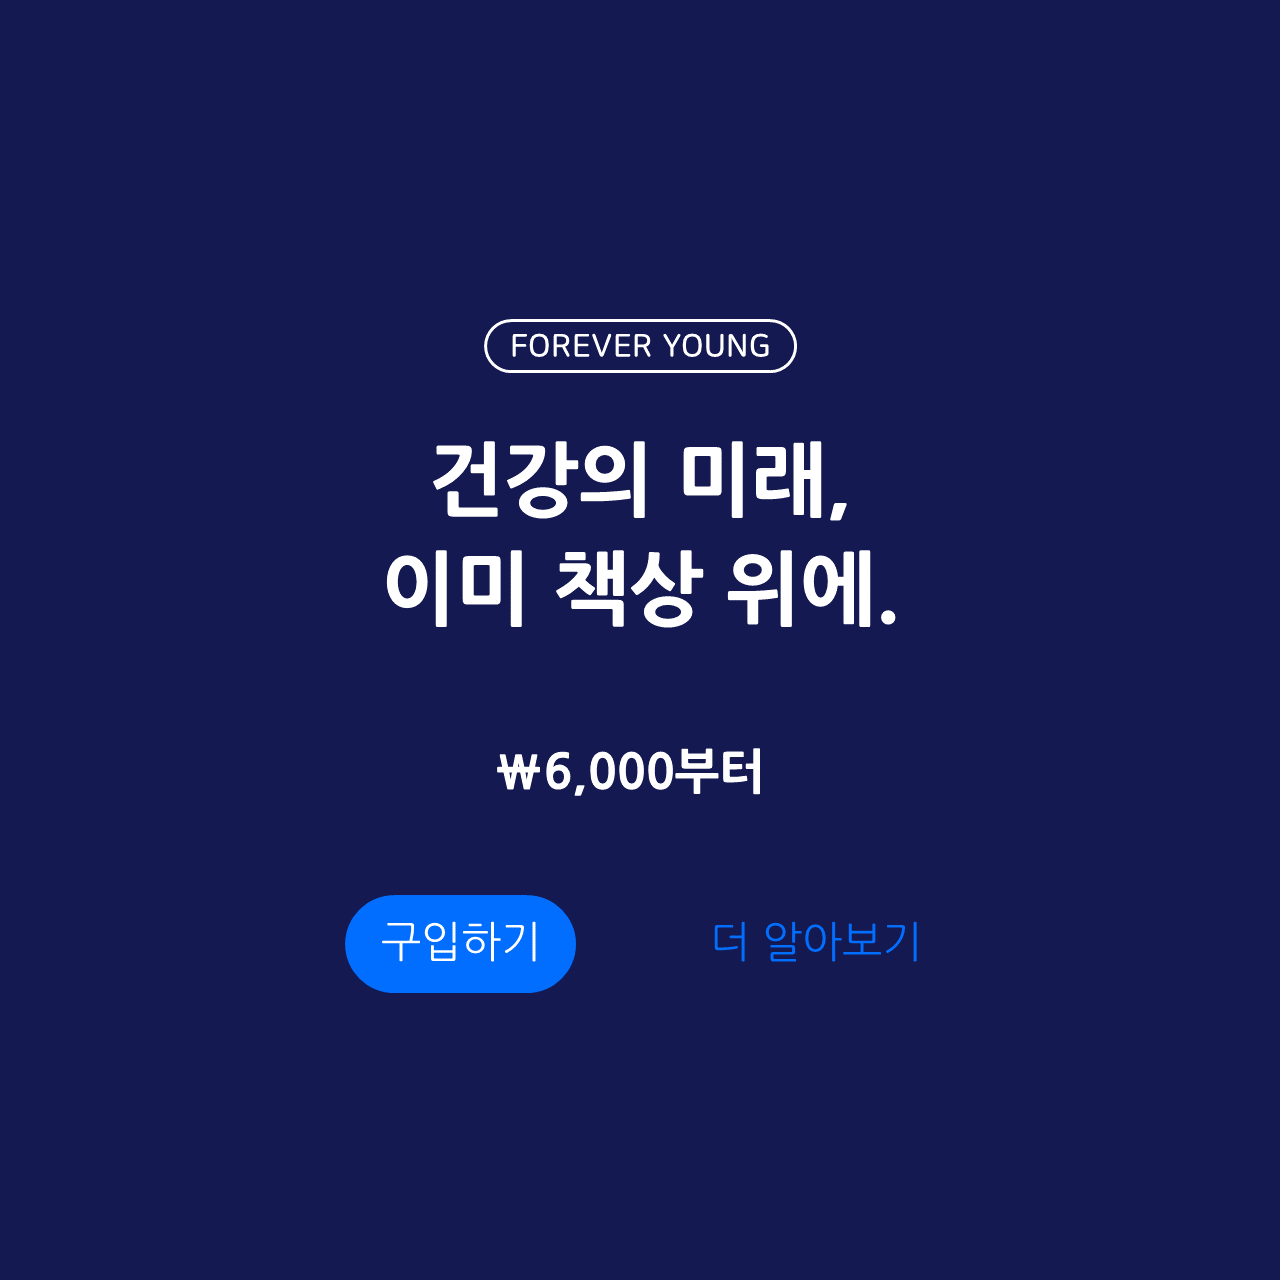 FOREVER YOUNG
건강의 미래,
이미 책상 위에.
₩6,000부터
구입하기 더 알아보기